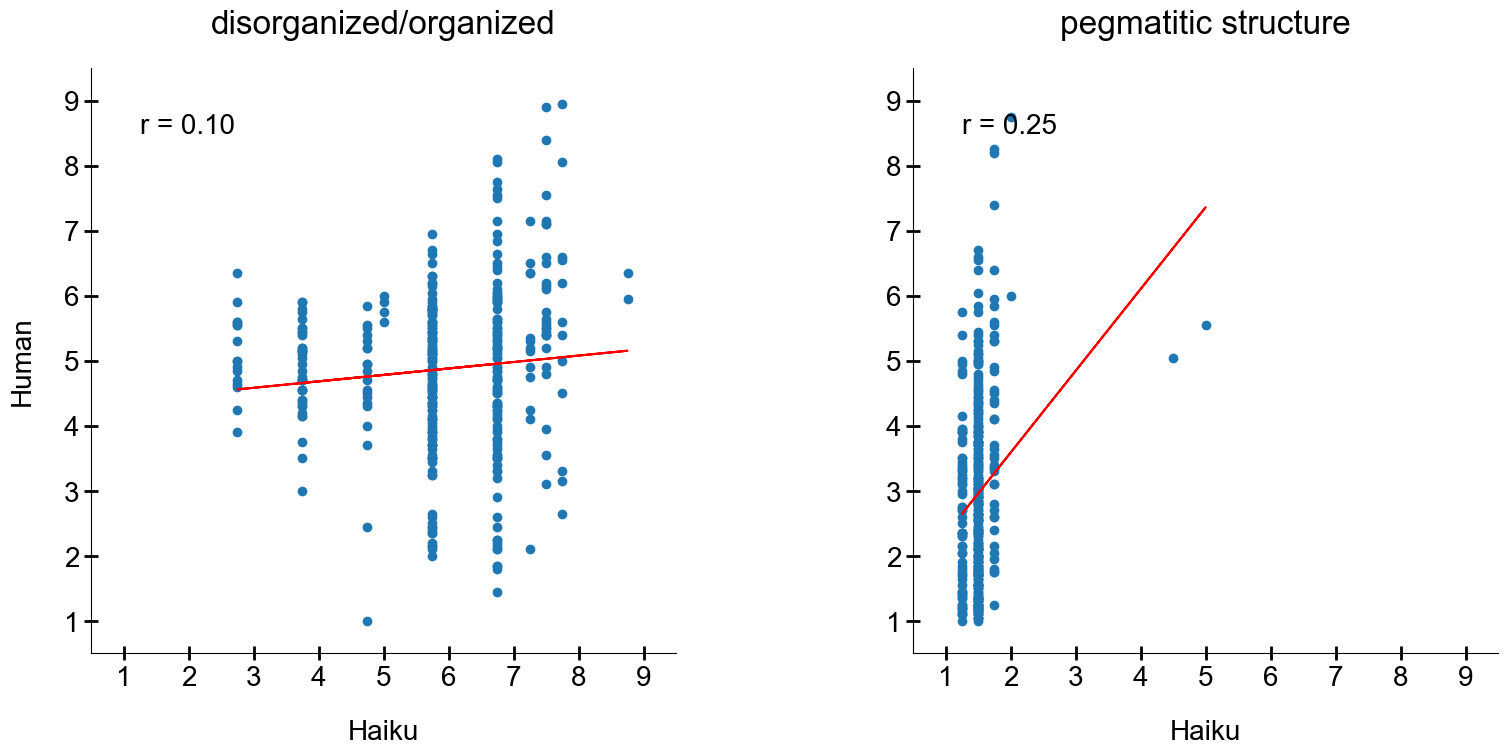 disorganized/organized
pegmatitic structure
r = 0.10
r = 0.25
Human
9
8
7
6
5
4
3
2
1
1 2 3 4 5 6 7 8 9
Haiku
9
8
7
6
5
4
3
2
1
1 2 3 4 5 6 7 8 9
Haiku